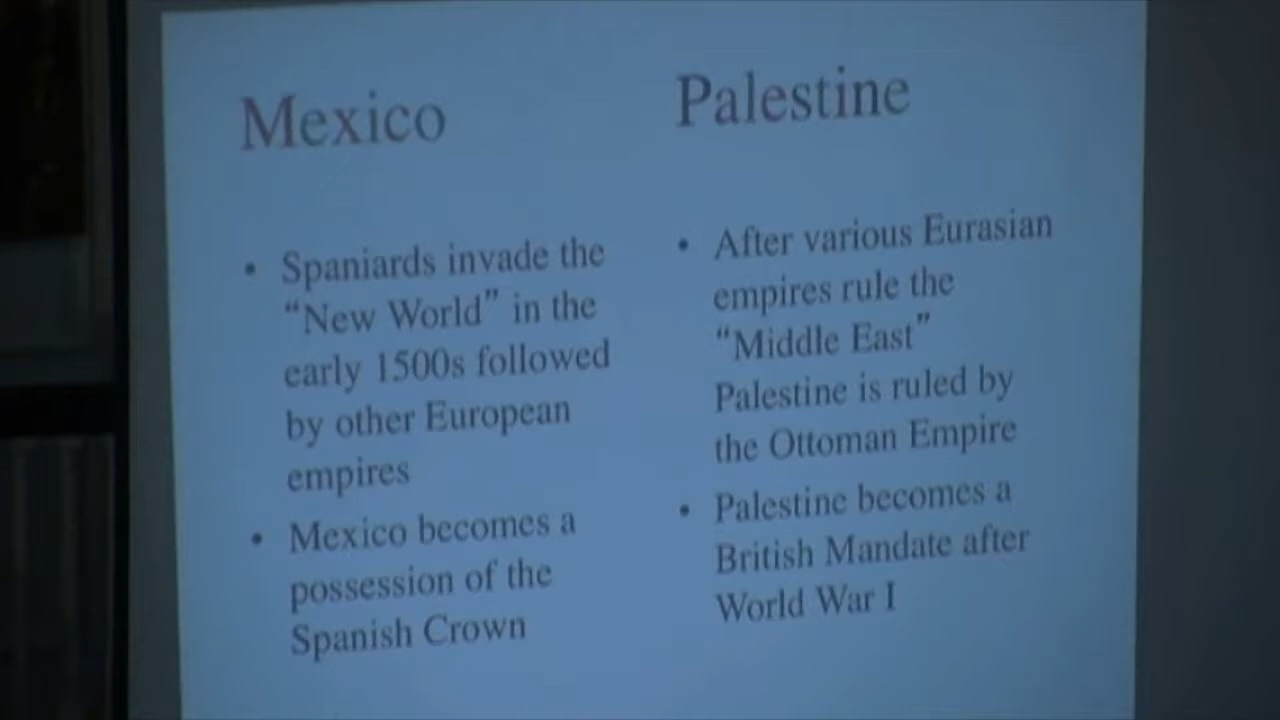 Mexico
• Spaniards invade the
“New World” in the
early 1500s followed
by other European
empires
• Mexico becomes a
possession of the
Spanish Crown
Palestine
• After various Eurasian
empires rule the
“Middle East”
Palestine is ruled by
the Ottoman Empire
• Palestine becomes a
British Mandate after
World War I